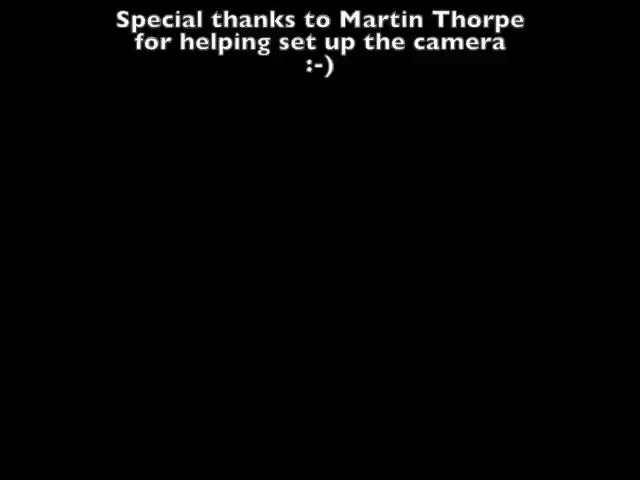 Special thanks to Martin Thorpe
for helping set up the camera
:-)